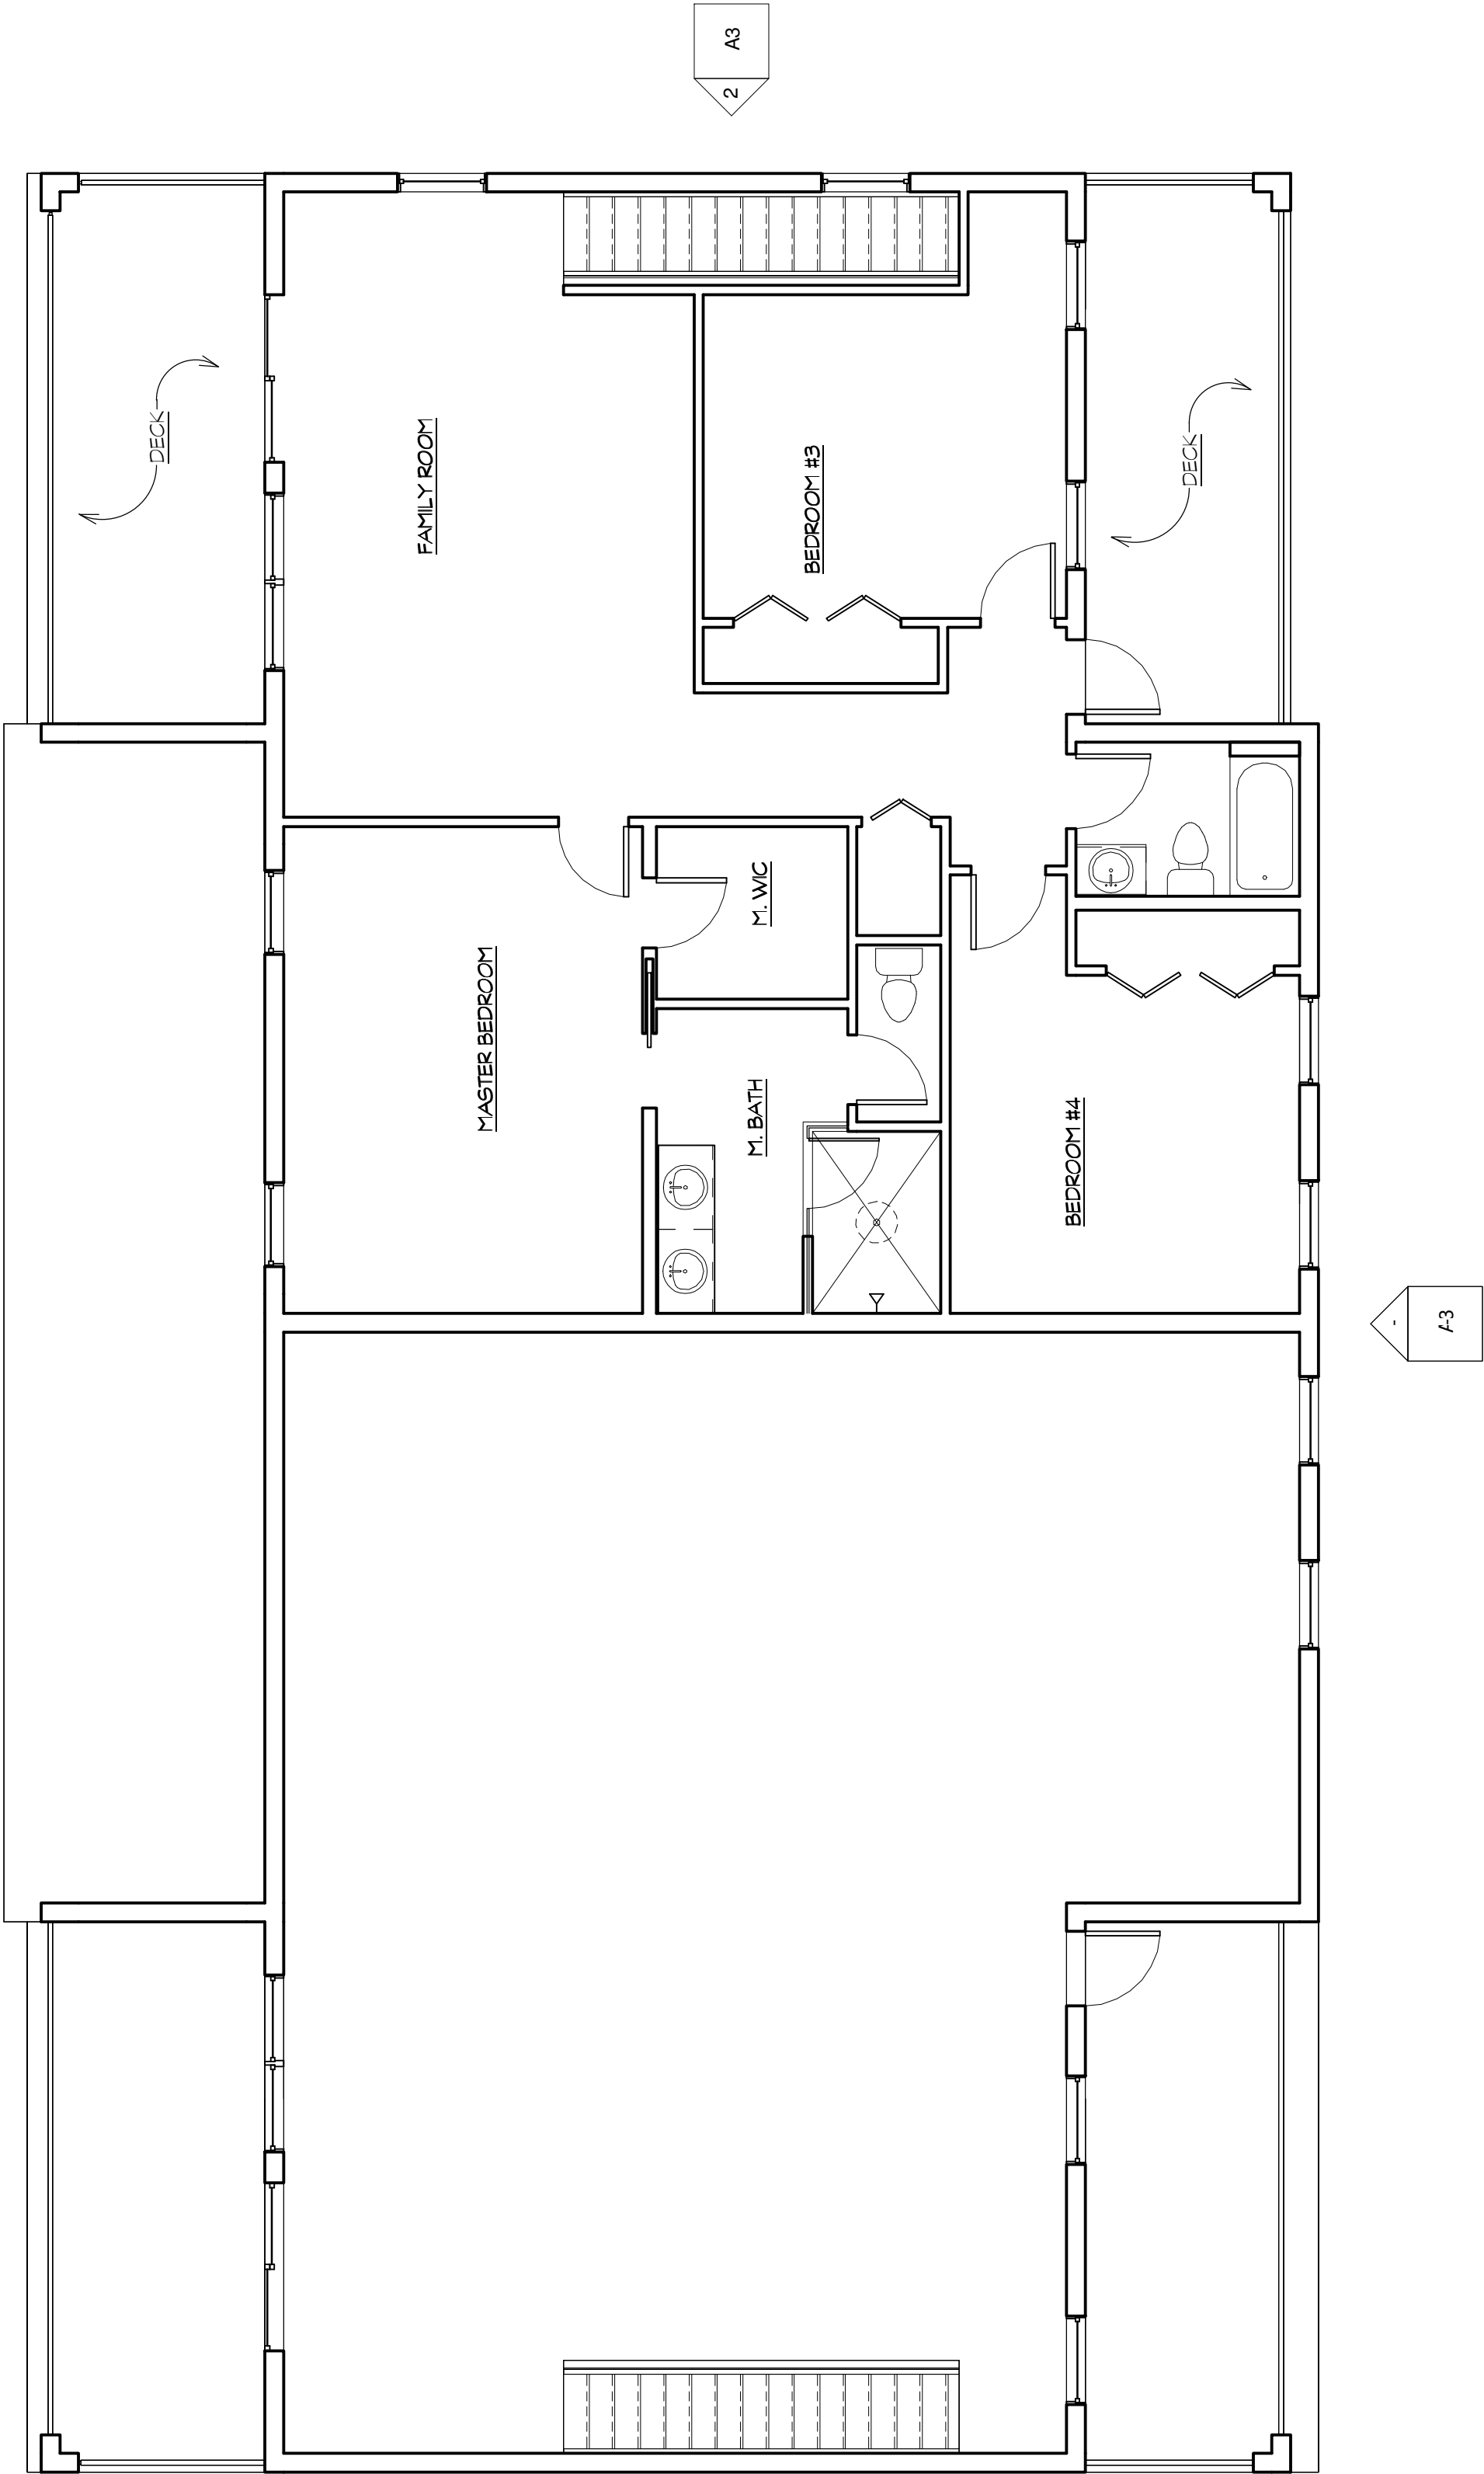 A3
2
DECK
FAMILY ROOM
BEDROOM #3
DECK
M. WIC
MASTER BEDROOM
M. BATH
BEDROOM #4
-
A-3